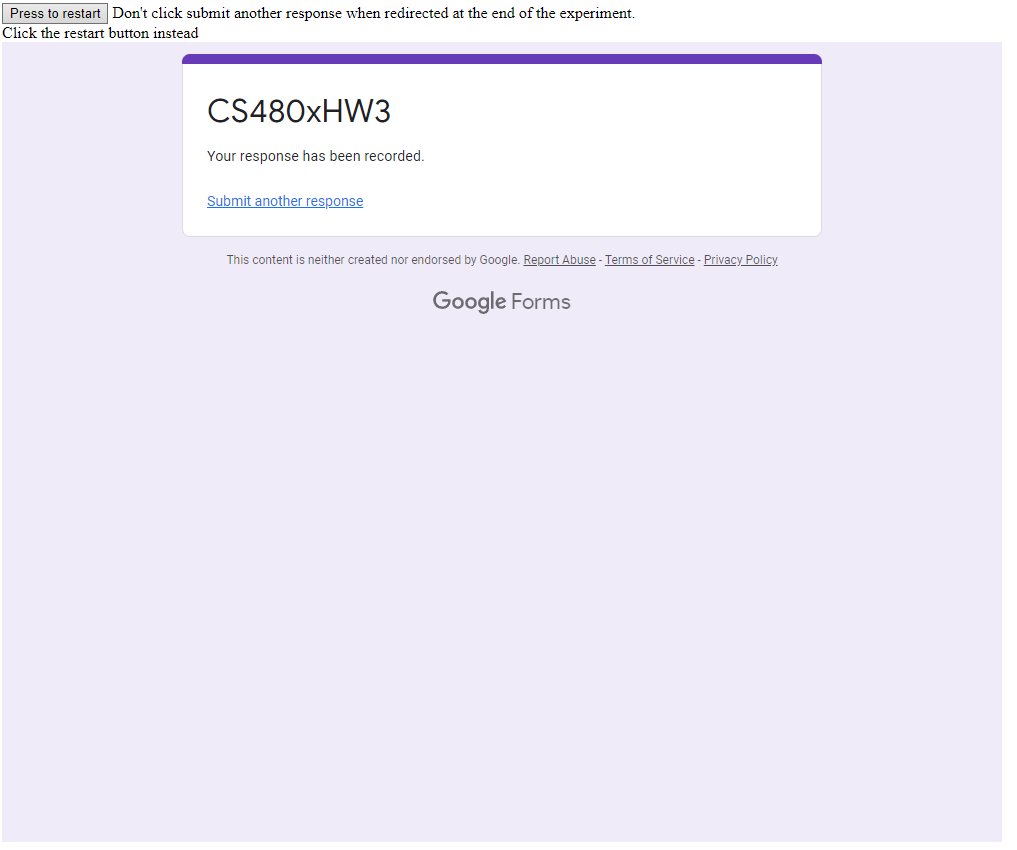 Press to restart Don't click submit another response when redirected at the end of the experiment.
Click the restart button instead
CS480xHW3
Your response has been recorded.
Submit another response
This content is neither created nor endorsed by Google. Report Abuse - Terms of Service - Privacy Policy
Google Forms